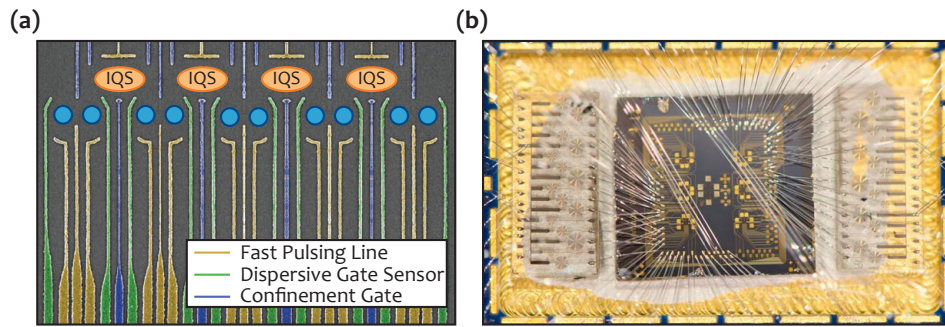 (a)
(b)
IQS IQS IQS IQS
Fast Pulsing Line
Dispersive Gate Sensor
Confinement Gate